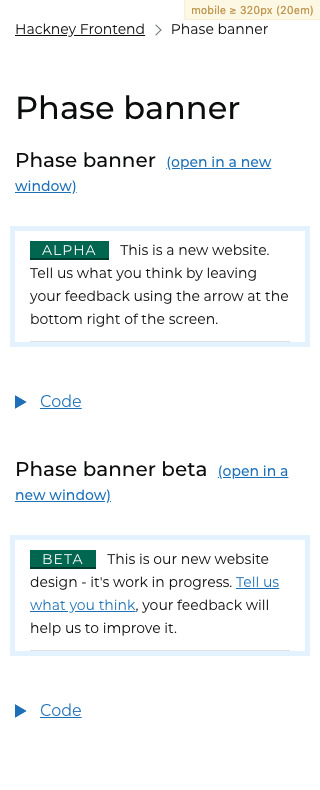 mobile ≥ 320px (20em)
Hackney Frontend > Phase banner
Phase banner
Phase banner (open in a new
window)
ALPHA This is a new website.
Tell us what you think by leaving
your feedback using the arrow at the
bottom right of the screen.
Code
Phase banner beta (open in a
new window)
BETA This is our new website
design - it's work in progress. Tell us
what you think, your feedback will
help us to improve it.
Code